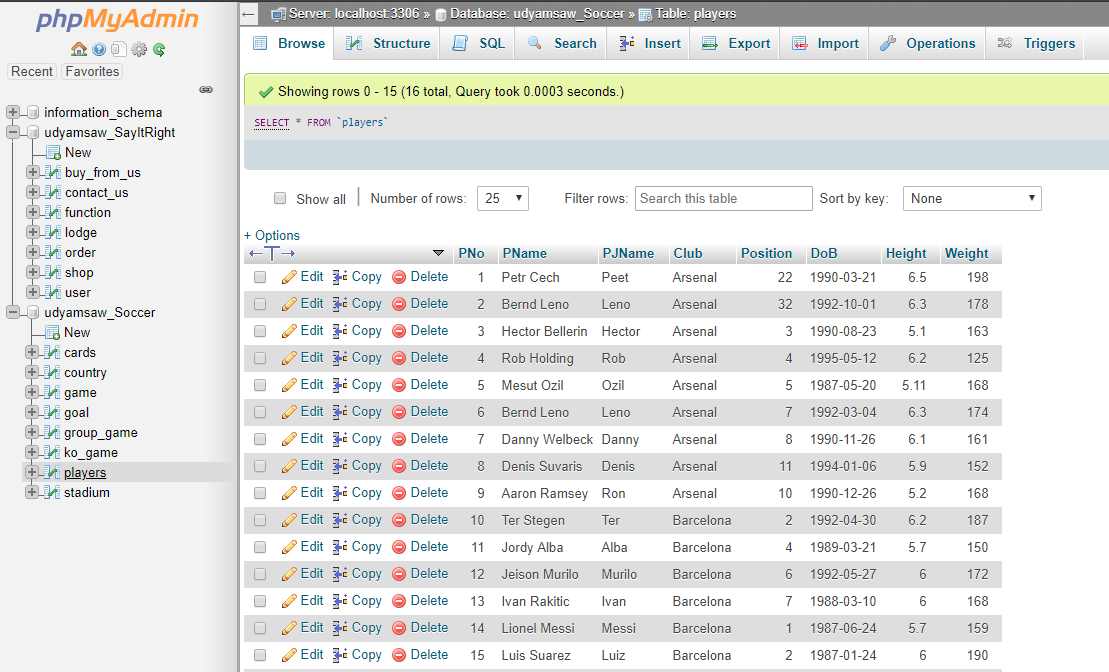 phpMyAdmin
Recent Favorites
information_schema
udyamsaw_SayItRight
New
buy_from_us
contact_us
function
lodge
order
shop
user
udyamsaw_Soccer
New
cards
country
game
goal
group_game
ko_game
players
stadium
Server: localhost:3306 » Database: udyamsaw_Soccer » Table: players
Browse Structure SQL Search Insert Export Import Operations Triggers
Showing rows 0 - 15 (16 total, Query took 0.0003 seconds.)
SELECT * FROM `players`
Show all Number of rows: 25 Filter rows: Search this table Sort by key: None
+ Options
PNo PName PJName Club Position DoB Height Weight
Edit Copy Delete 1 Petr Cech Peet Arsenal 22 1990-03-21 6.5 198
Edit Copy Delete 2 Bernd Leno Leno Arsenal 32 1992-10-01 6.3 178
Edit Copy Delete 3 Hector Bellerin Hector Arsenal 3 1990-08-23 5.1 163
Edit Copy Delete 4 Rob Holding Rob Arsenal 4 1995-05-12 6.2 125
Edit Copy Delete 5 Mesut Ozil Ozil Arsenal 5 1987-05-20 5.11 168
Edit Copy Delete 6 Bernd Leno Leno Arsenal 7 1992-03-04 6.3 174
Edit Copy Delete 7 Danny Welbeck Danny Arsenal 8 1990-11-26 6.1 161
Edit Copy Delete 8 Denis Suvaris Denis Arsenal 11 1994-01-06 5.9 152
Edit Copy Delete 9 Aaron Ramsey Ron Arsenal 10 1990-12-26 5.2 168
Edit Copy Delete 10 Ter Stegen Ter Barcelona 2 1992-04-30 6.2 187
Edit Copy Delete 11 Jordy Alba Alba Barcelona 4 1989-03-21 5.7 150
Edit Copy Delete 12 Jeison Murilo Murilo Barcelona 6 1992-05-27 6 172
Edit Copy Delete 13 Ivan Rakitic Ivan Barcelona 7 1988-03-10 6 168
Edit Copy Delete 14 Lionel Messi Messi Barcelona 1 1987-06-24 5.7 159
Edit Copy Delete 15 Luis Suarez Luiz Barcelona 2 1987-01-24 6 190